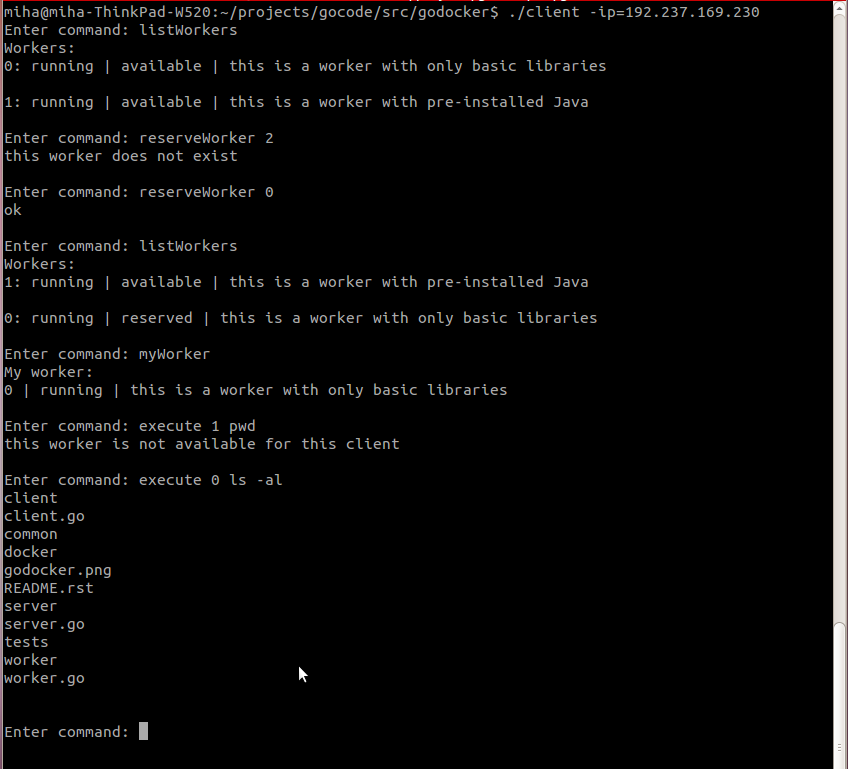 miha@miha-ThinkPad-W520:~/projects/gocode/src/godocker$ ./client -ip=192.237.169.230
Enter command: listWorkers
Workers:
0: running | available | this is a worker with only basic libraries
1: running | available | this is a worker with pre-installed Java
Enter command: reserveWorker 2
this worker does not exist
Enter command: reserveWorker 0
ok
Enter command: listWorkers
Workers:
1: running | available | this is a worker with pre-installed Java
0: running | reserved | this is a worker with only basic libraries
Enter command: myWorker
My worker:
0 | running | this is a worker with only basic libraries
Enter command: execute 1 pwd
this worker is not available for this client
Enter command: execute 0 ls -al
client
client.go
common
docker
godocker.png
README.rst
server
server.go
tests
worker
worker.go
Enter command: